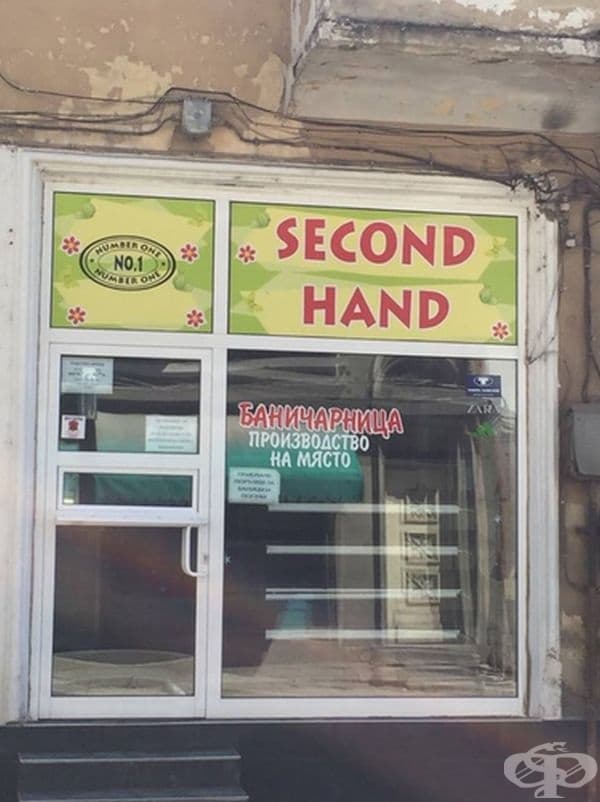 NUMBER ONE
NO.1
NUMBER ONE
SECOND
HAND
БАНИЧАРНИЦА
ПРОИЗВОДСТВО
НА МЯСТО
ZARA